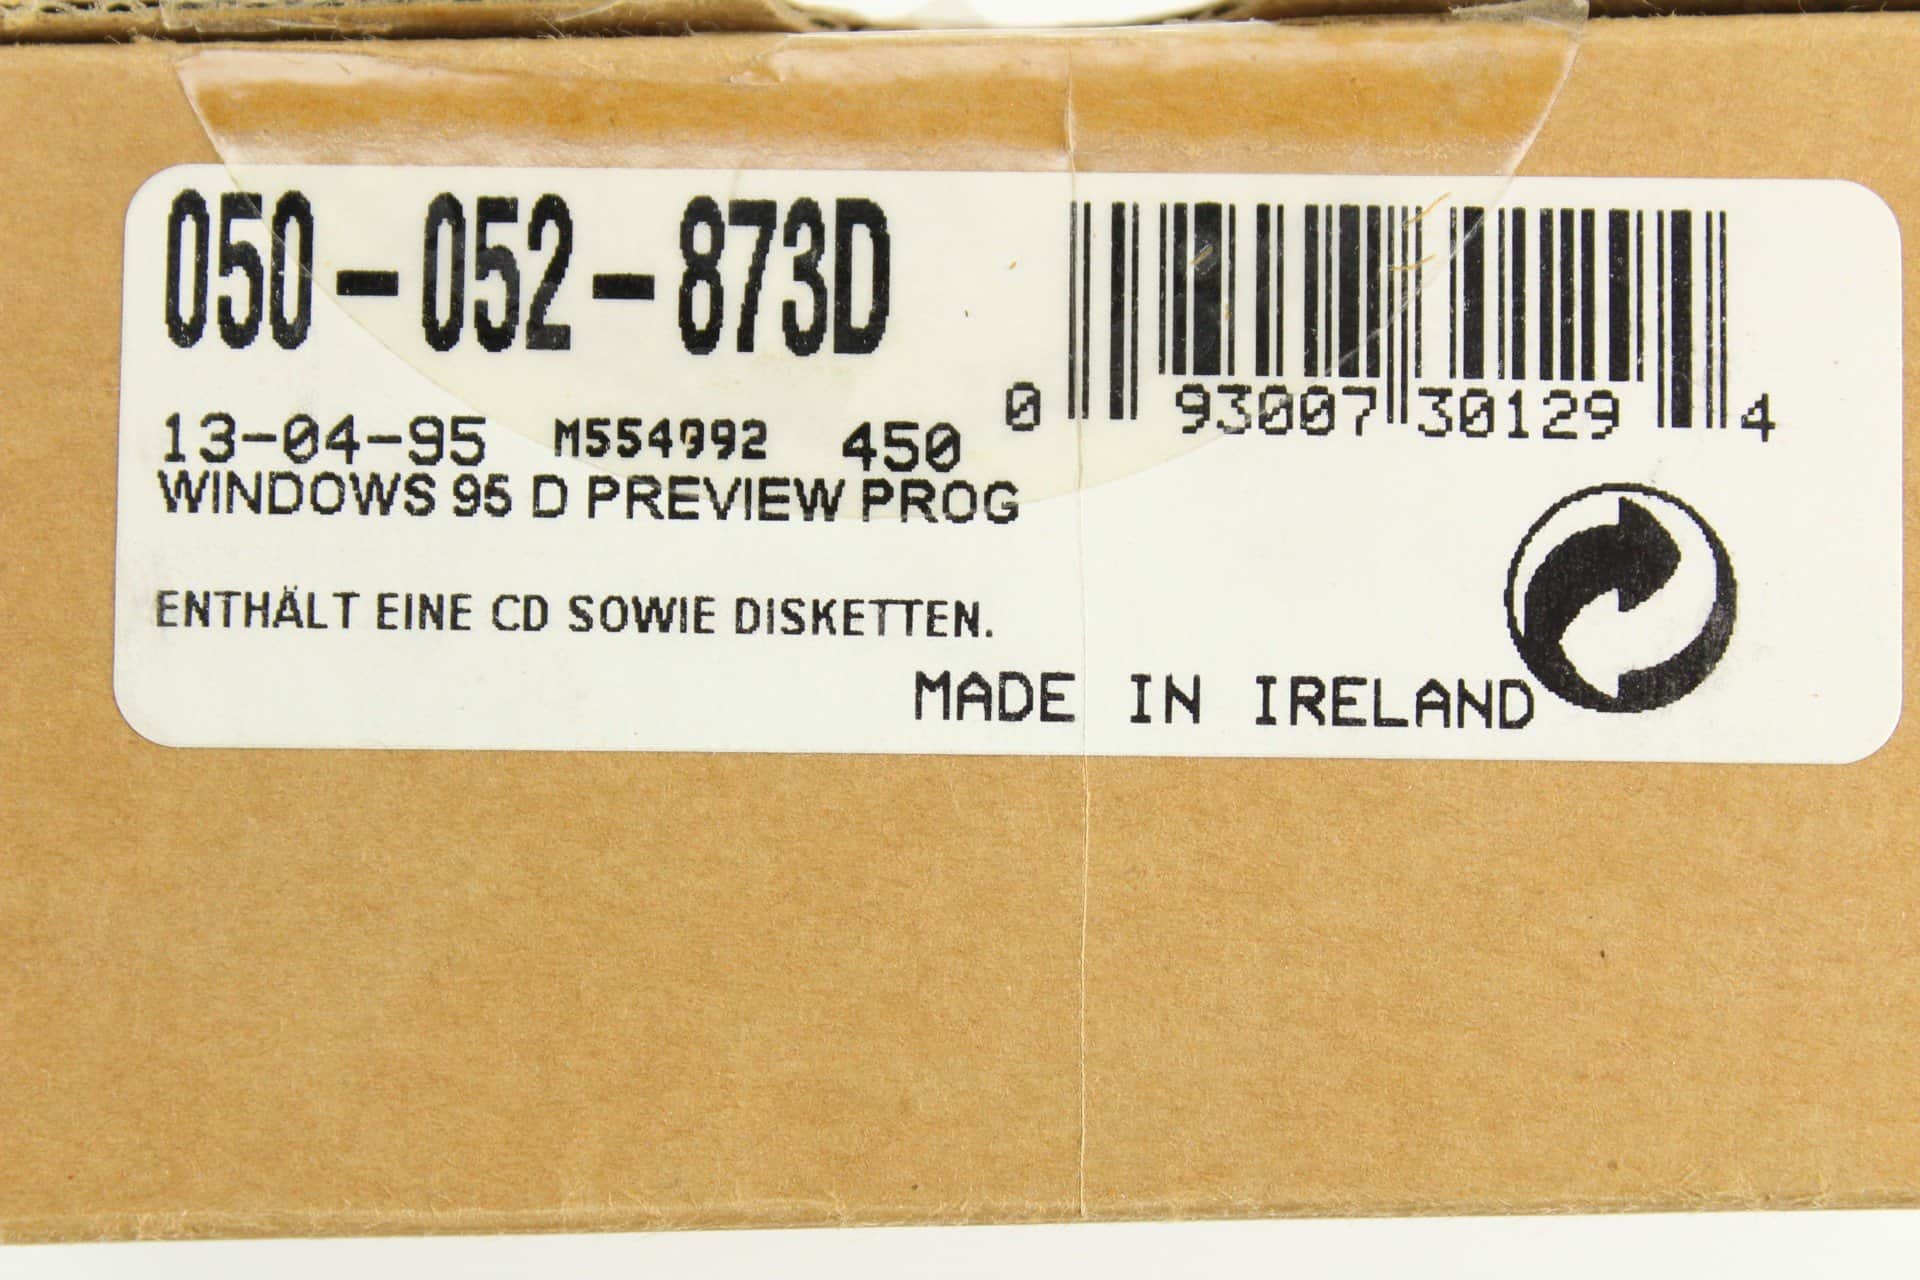 050-052-873D
13-04-95 M554092 450
WINDOWS 95 D PREVIEW PROG
ENTHÄLT EINE CD SOWIE DISKETTEN.
MADE IN IRELAND
0 93007 30129 4